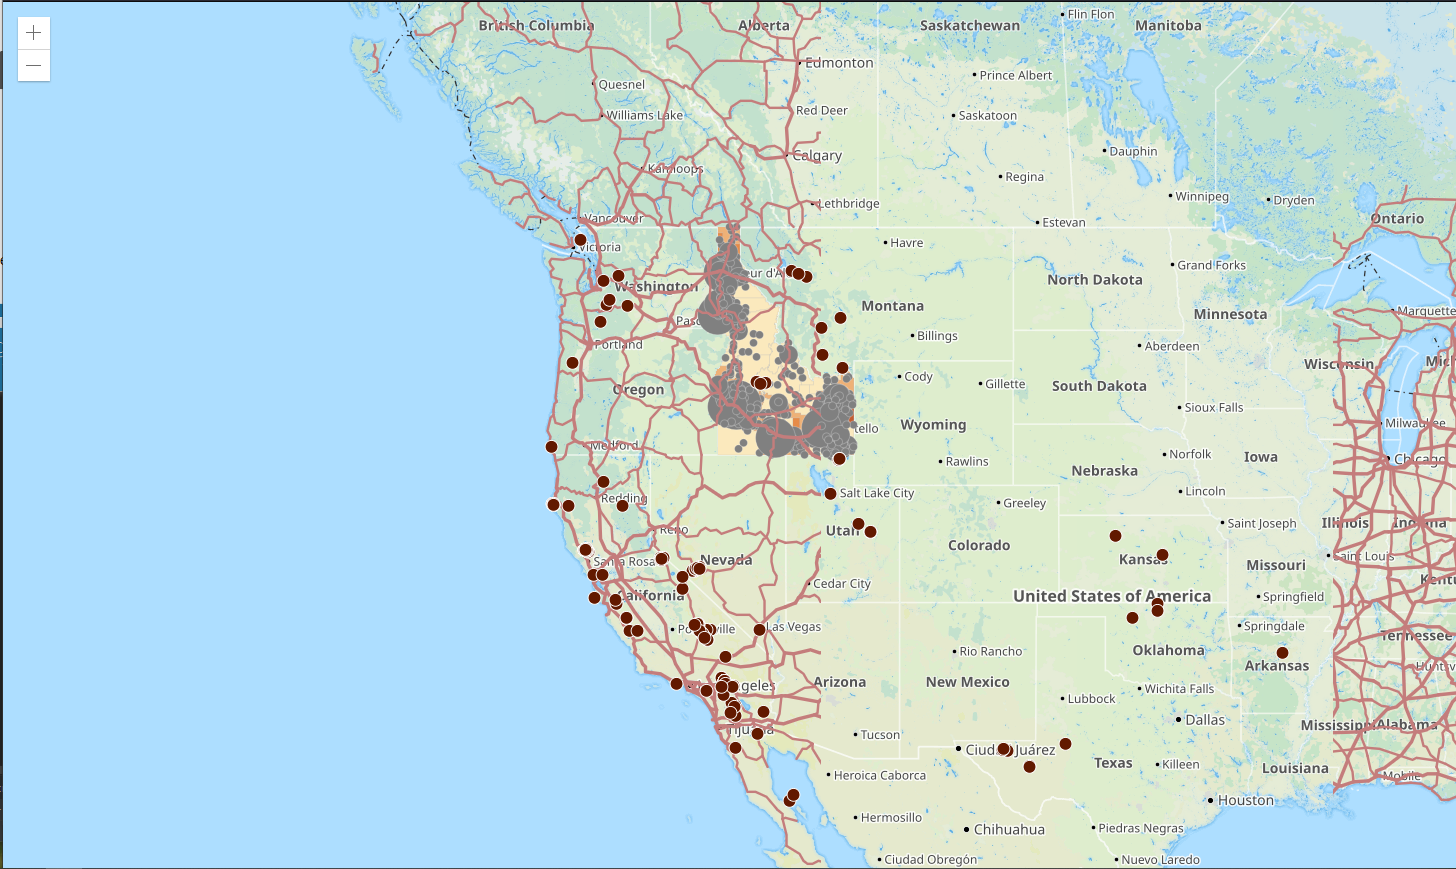 +
−
British Columbia
Alberta
Saskatchewan
Flin Flon
Manitoba
Edmonton
Prince Albert
Quesnel
Williams Lake
Red Deer
Saskatoon
Calgary
Dauphin
Kamloops
Regina
Winnipeg
Dryden
Lethbridge
Vancouver
Estevan
Ontario
Victoria
Havre
Grand Forks
eur d'A
Washington
North Dakota
Montana
Minnesota
Marquette
Pasc
Billings
Portland
Aberdeen
Wisconsin
Mic
Cody
Gillette
South Dakota
Oregon
Sioux Falls
Wyoming
tello
Milwaukee
Medford
Norfolk
Iowa
Chicago
Rawlins
Nebraska
Salt Lake City
Lincoln
Redding
Greeley
Utah
Saint Joseph
Illinois
Indiana
Reno
Colorado
Santa Rosa
Nevada
Kansas
Missouri
Saint Louis
Cedar City
Kentu
California
United States of America
Springfield
Las Vegas
Springdale
Tennessee
Rio Rancho
Oklahoma
Arkansas
Huntsv
Arizona
New Mexico
geles
Wichita Falls
Lubbock
Dallas
Mississippi
Alabama
Tijuana
Tucson
Ciudad Juárez
Texas
Killeen
Louisiana
Mobile
Heroica Caborca
Houston
Hermosillo
Chihuahua
Piedras Negras
Ciudad Obregón
Nuevo Laredo